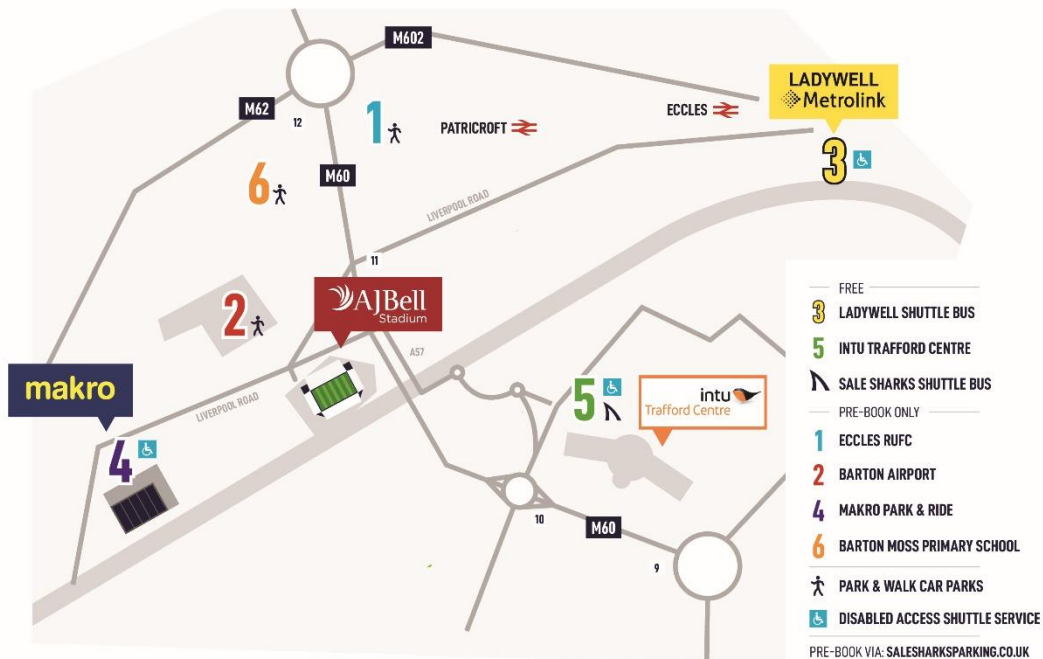 M602
LADYWELL
Metrolink
M62
12
1
PATRICROFT
ECCLES
3
6
M60
LIVERPOOL ROAD
11
2
AJBell
Stadium
A57
makro
LIVERPOOL ROAD
4
5
intu
Trafford Centre
10
M60
9
FREE
3 LADYWELL SHUTTLE BUS
5 INTU TRAFFORD CENTRE
SALE SHARKS SHUTTLE BUS
PRE-BOOK ONLY
1 ECCLES RUFC
2 BARTON AIRPORT
4 MAKRO PARK & RIDE
6 BARTON MOSS PRIMARY SCHOOL
PARK & WALK CAR PARKS
DISABLED ACCESS SHUTTLE SERVICE
PRE-BOOK VIA: SALESHARKSPARKING.CO.UK